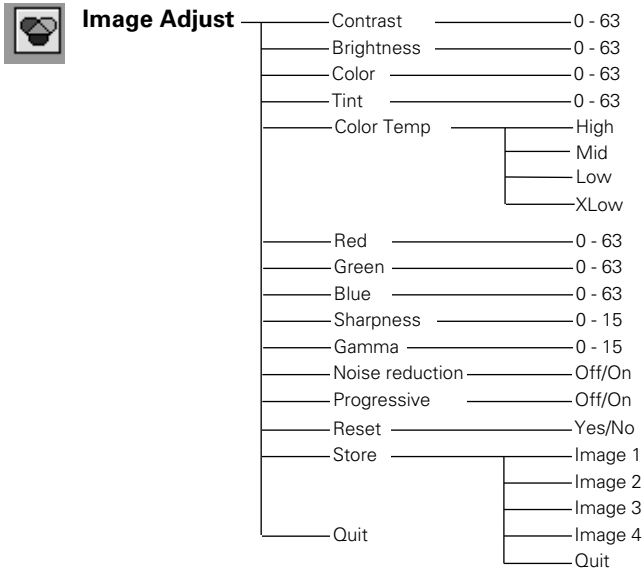 Image Adjust
Contrast 0 - 63
Brightness 0 - 63
Color 0 - 63
Tint 0 - 63
Color Temp High
Mid
Low
XLow
Red 0 - 63
Green 0 - 63
Blue 0 - 63
Sharpness 0 - 15
Gamma 0 - 15
Noise reduction Off/On
Progressive Off/On
Reset Yes/No
Store Image 1
Image 2
Image 3
Quit Image 4
Quit